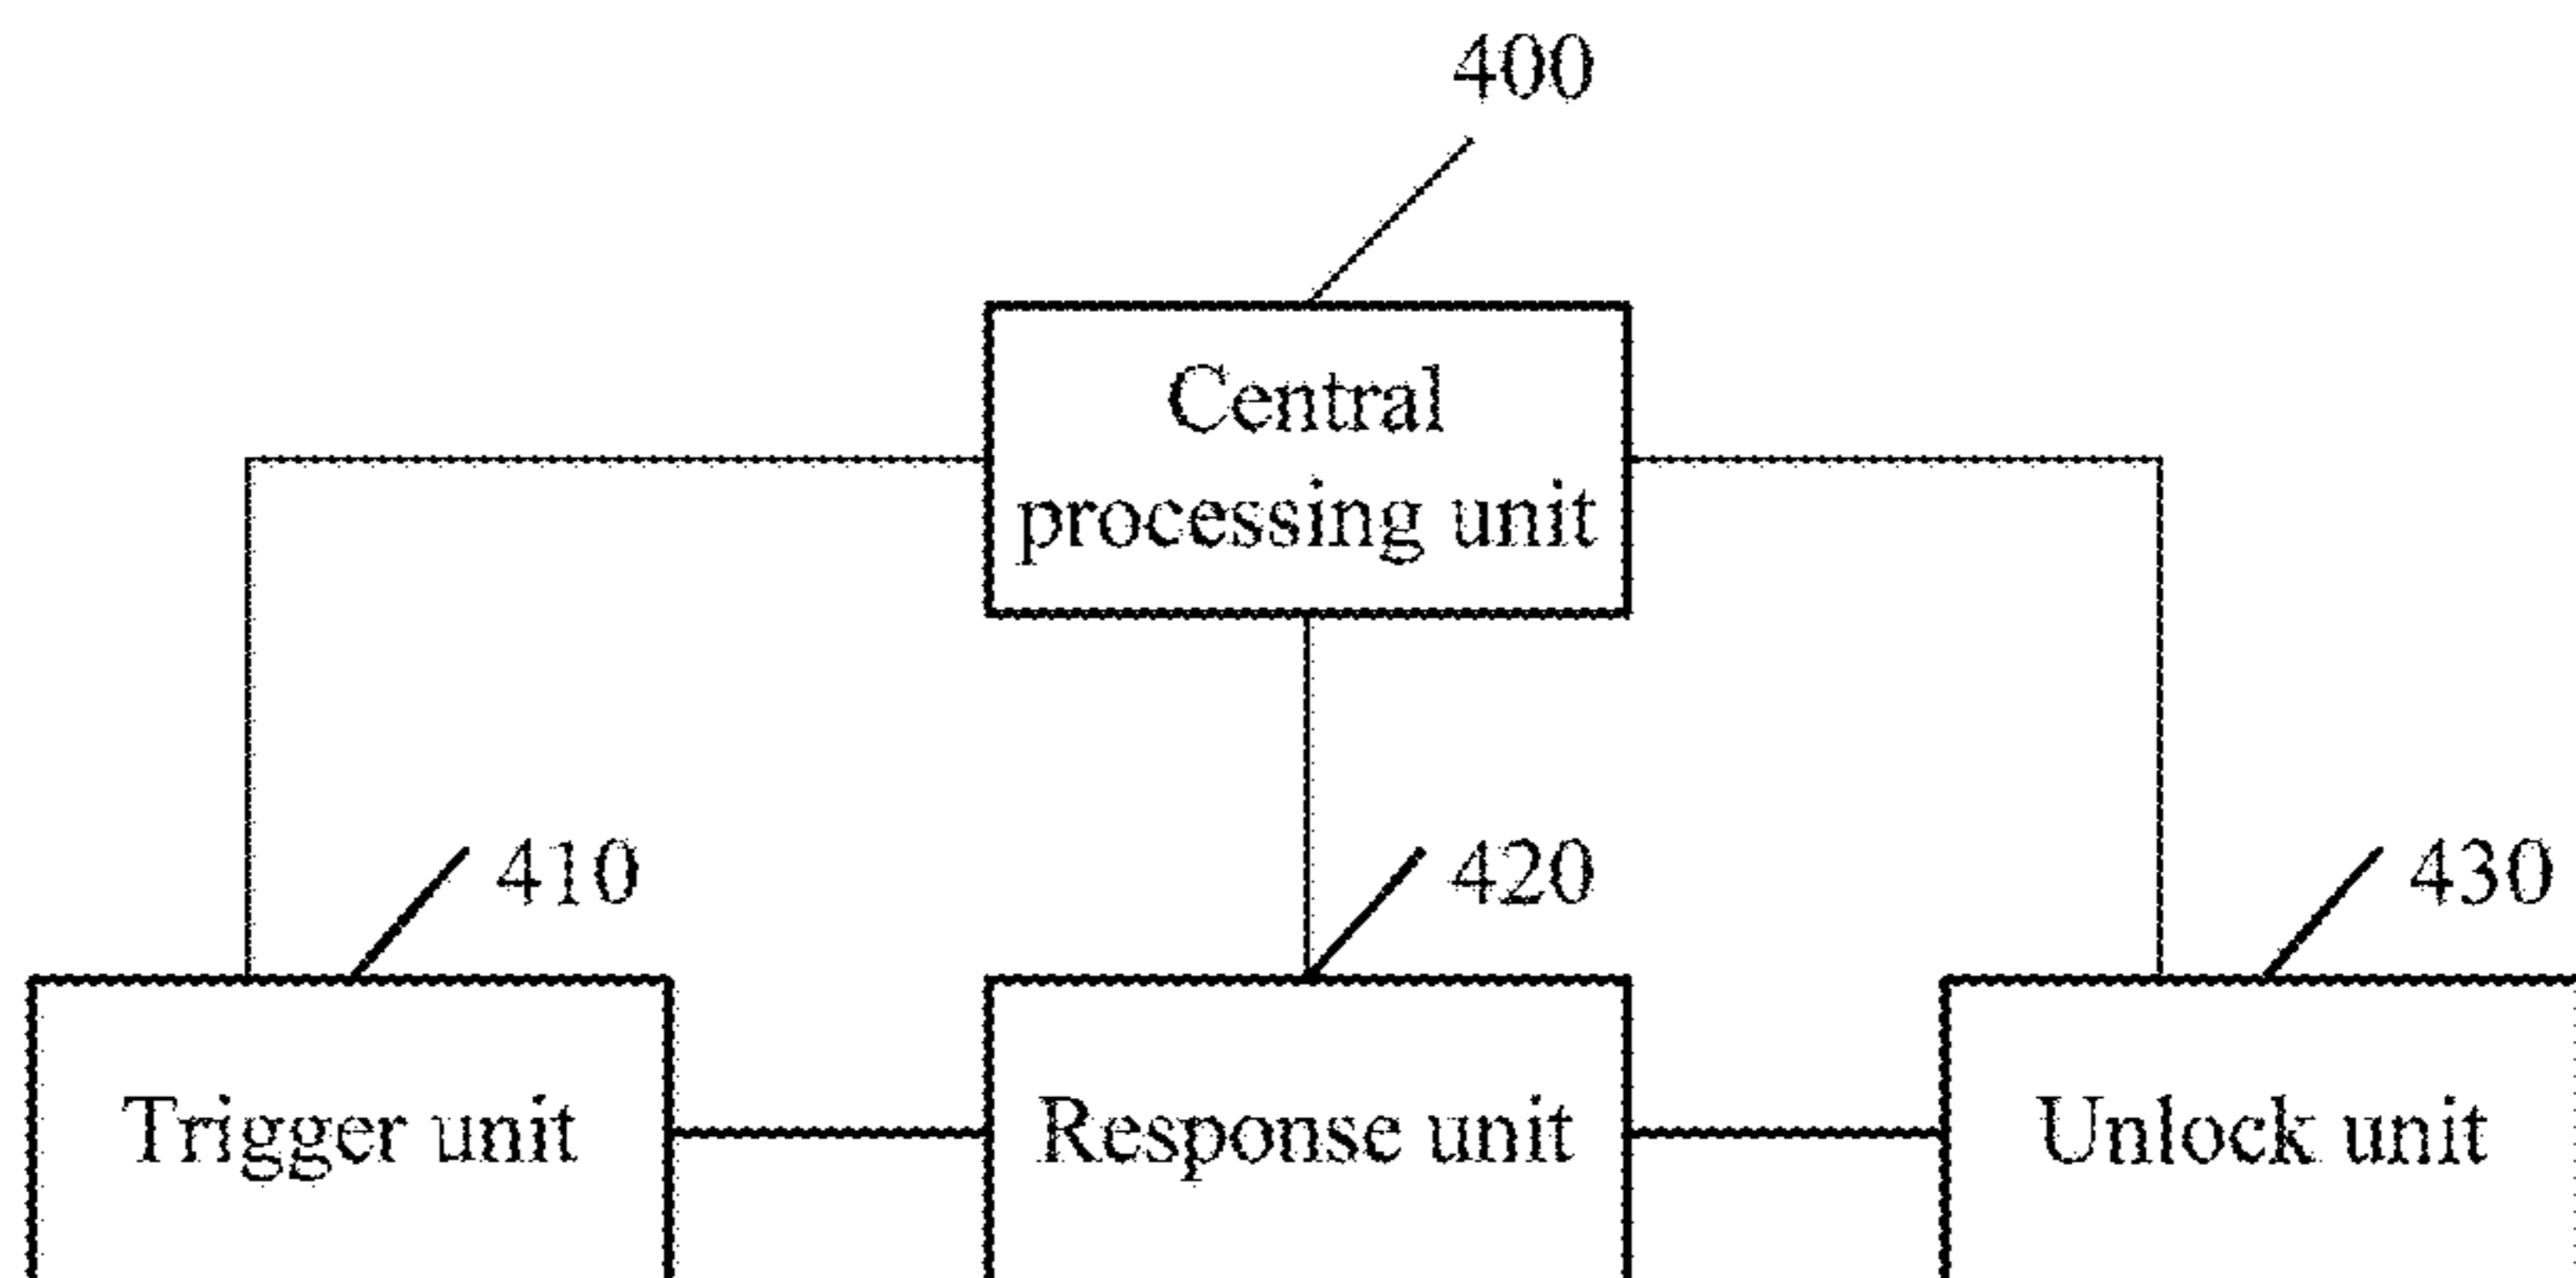 400
Central
processing unit
410
420
430
Trigger unit
Response unit
Unlock unit